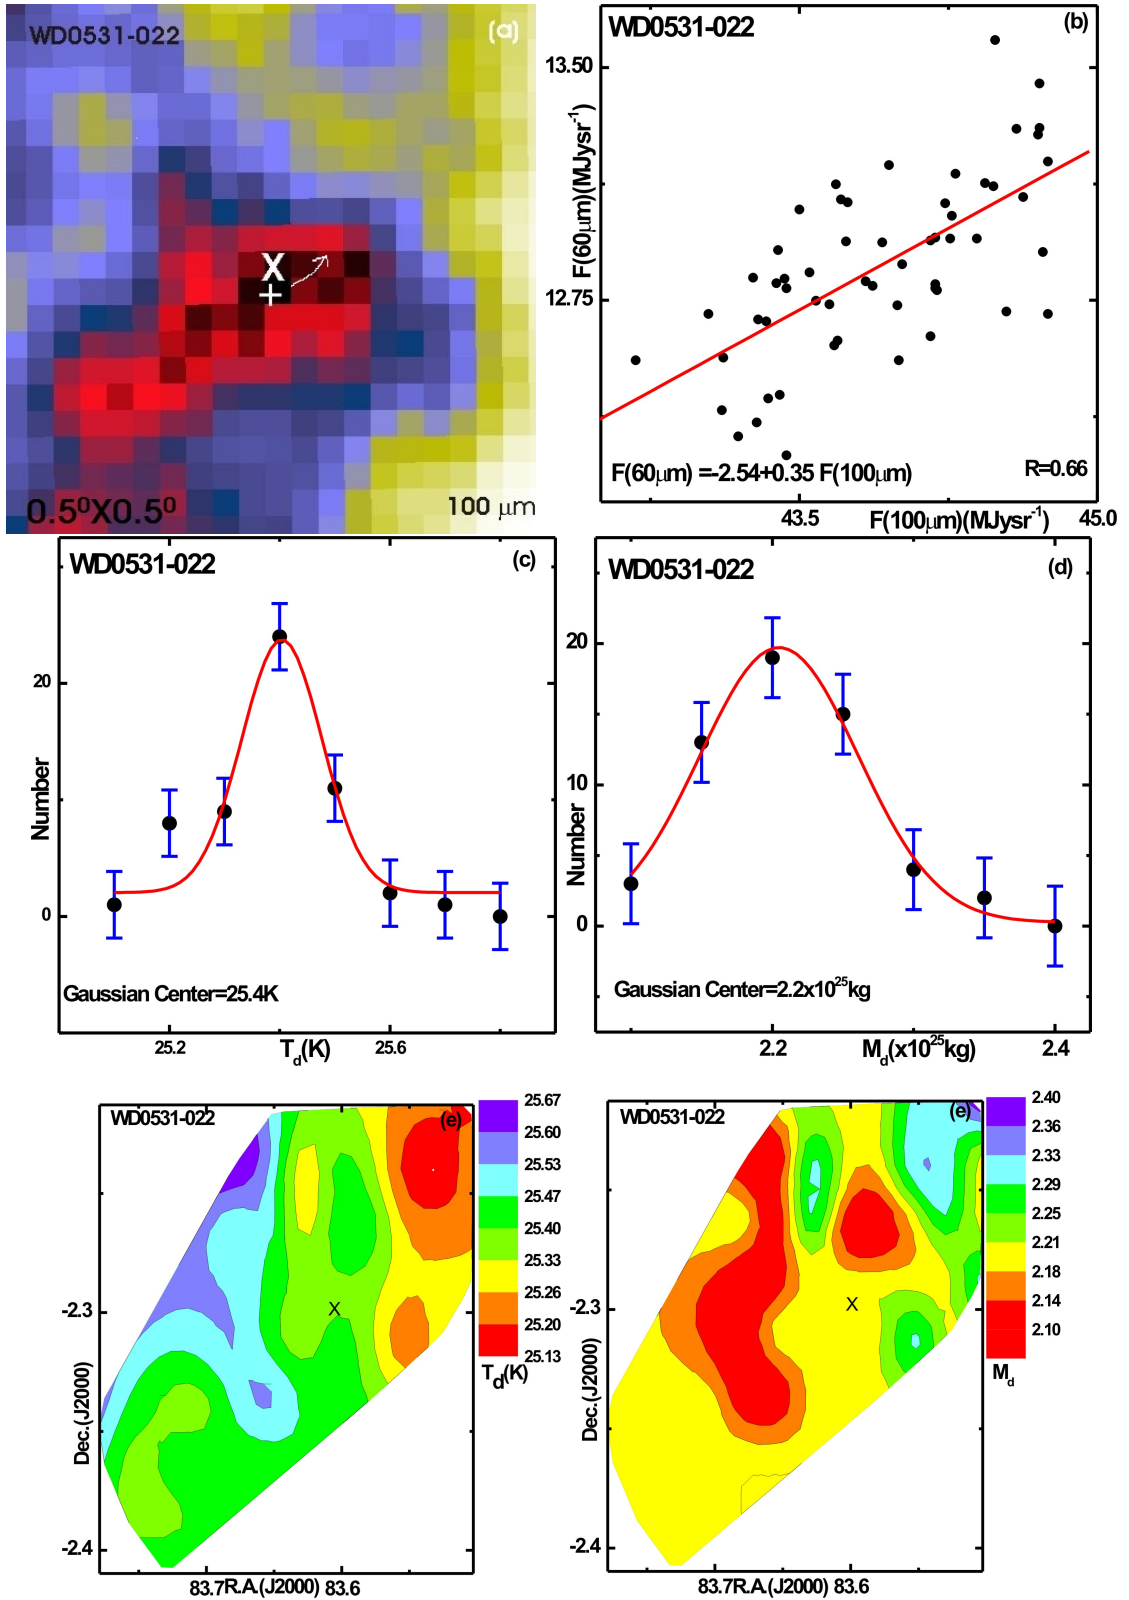 WD0531-022
(a)
X
+
0.5⁰X0.5⁰
100 μm
WD0531-022
(b)
13.50
12.75
F(60μm)(MJysr⁻¹)
F(60μm) =-2.54+0.35 F(100μm)
R=0.66
43.5
F(100μm)(MJysr⁻¹)
45.0
WD0531-022
(c)
20
0
Number
Gaussian Center=25.4K
25.2
T_d(K)
25.6
WD0531-022
(d)
20
10
0
Number
Gaussian Center=2.2x10²⁵kg
2.2
M_d(x10²⁵kg)
2.4
WD0531-022
(e)
-2.3
-2.4
Dec.(J2000)
X
83.7
R.A.(J2000)
83.6
25.67
25.60
25.53
25.47
25.40
25.33
25.26
25.20
25.13
T_d(K)
WD0531-022
(e)
-2.3
-2.4
Dec.(J2000)
X
83.7
R.A.(J2000)
83.6
2.40
2.36
2.33
2.29
2.25
2.21
2.18
2.14
2.10
M_d